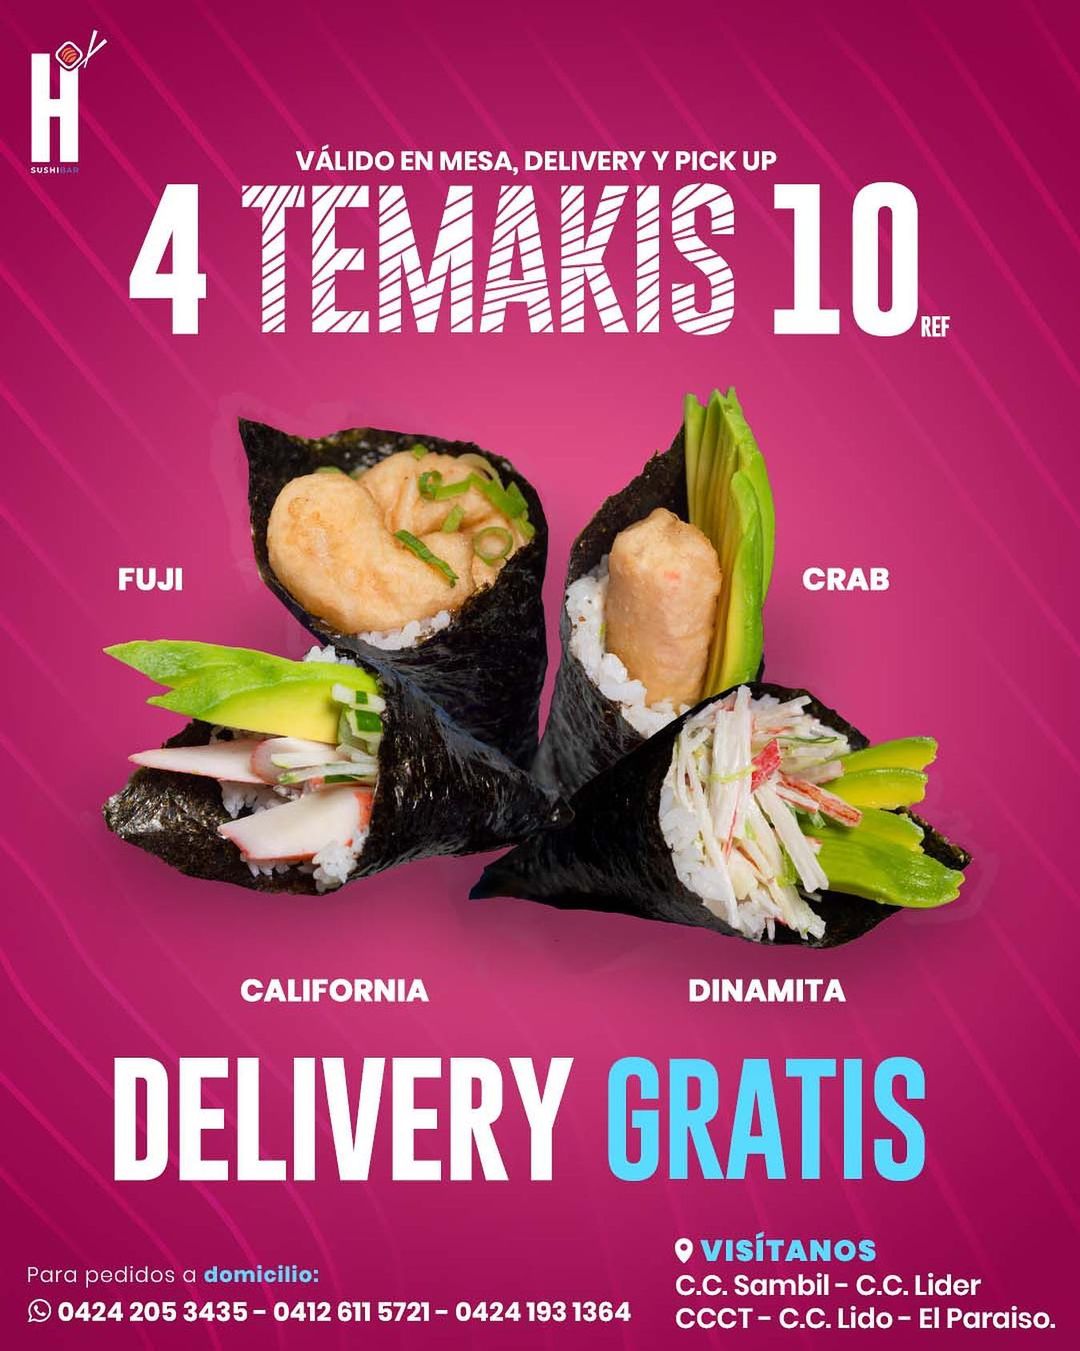 H
SUSHIBAR
VÁLIDO EN MESA, DELIVERY Y PICK UP
4 TEMAKIS 10 REF
FUJI
CRAB
CALIFORNIA
DINAMITA
DELIVERY GRATIS
Para pedidos a domicilio:
0424 205 3435 - 0412 611 5721 - 0424 193 1364
VISÍTANOS
C.C. Sambil - C.C. Lider
CCCT - C.C. Lido - El Paraiso.